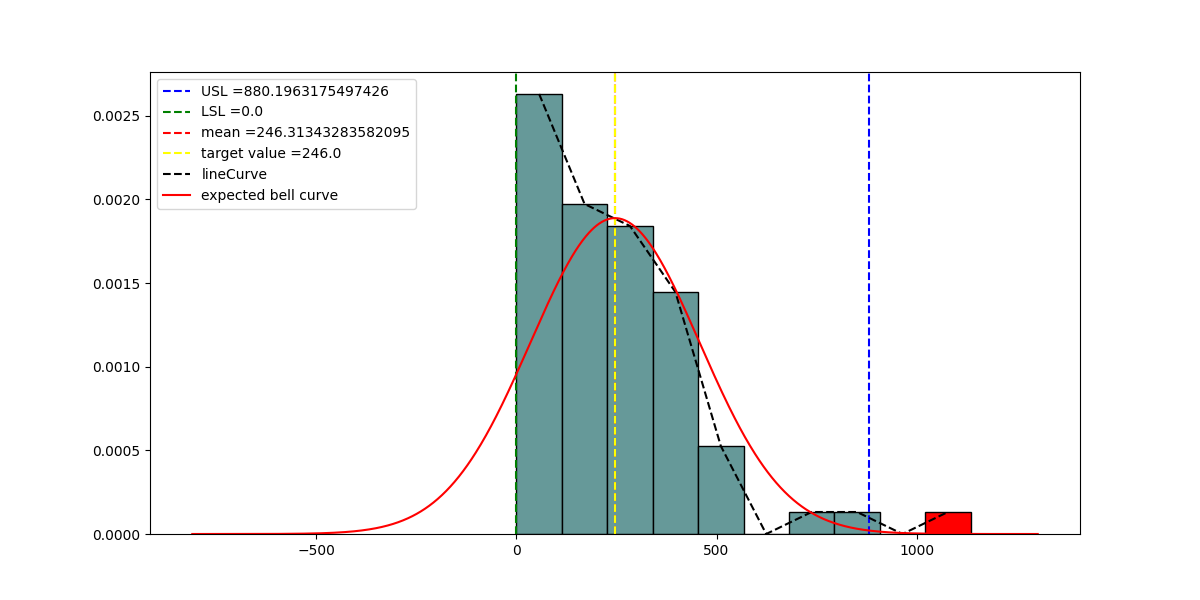 USL =880.1963175497426
LSL =0.0
mean =246.31343283582095
target value =246.0
lineCurve
expected bell curve
0.0025
0.0020
0.0015
0.0010
0.0005
0.0000
−500
0
500
1000